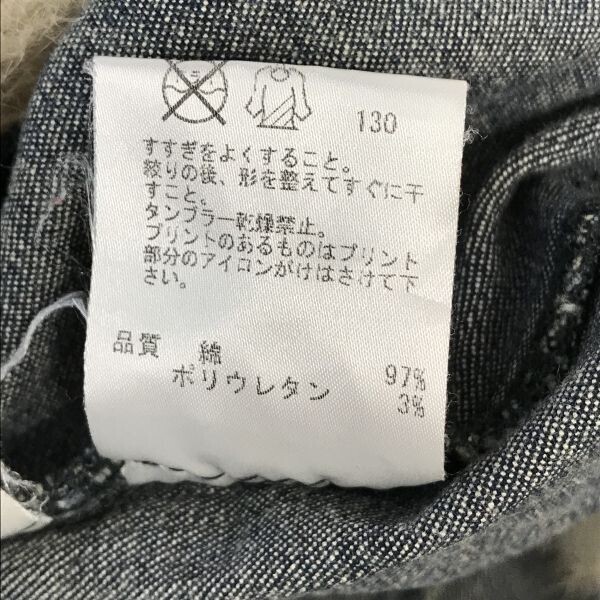 130
すすぎをよくすること。
絞りの後、形を整えてすぐに干
すこと。
タンブラー乾燥禁止。
プリントのあるものはプリント
部分のアイロンがけはさけて下
さい。
品質 綿 97%
ポリウレタン 3%